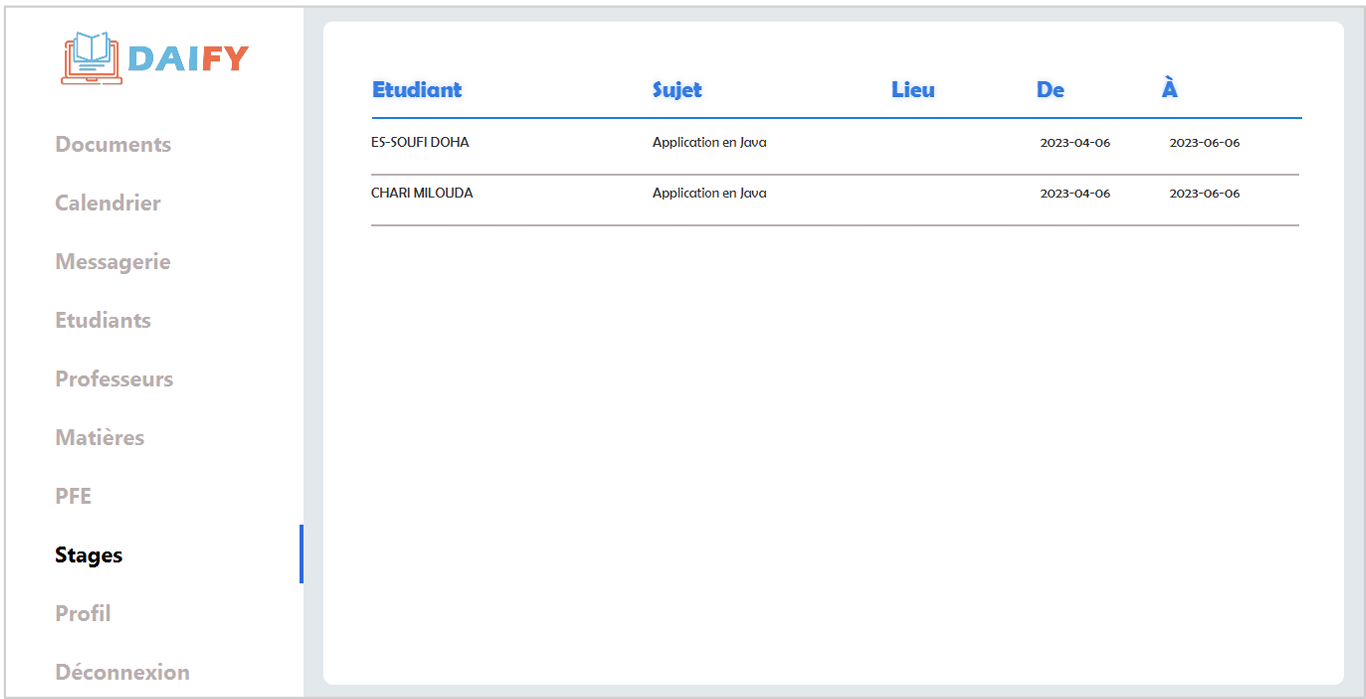 DAIFY
Documents
Calendrier
Messagerie
Etudiants
Professeurs
Matières
PFE
Stages
Profil
Déconnexion
Etudiant Sujet Lieu De À
ES-SOUFI DOHA Application en Java 2023-04-06 2023-06-06
CHARI MILOUDA Application en Java 2023-04-06 2023-06-06